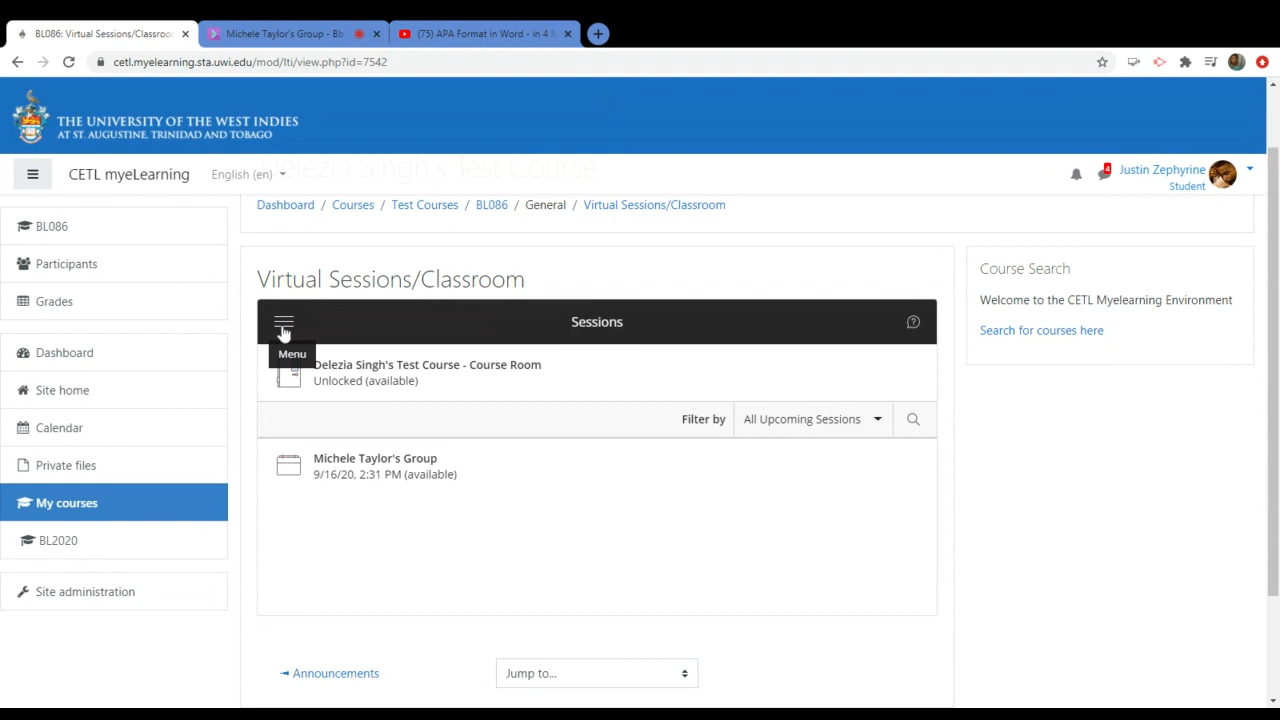 BL086: Virtual Sessions/Classroom
Michele Taylor's Group - Bb
(75) APA Format in Word - in 4
cetl.myelearning.sta.uwi.edu/mod/lti/view.php?id=7542
THE UNIVERSITY OF THE WEST INDIES
AT ST. AUGUSTINE, TRINIDAD AND TOBAGO
Delezia Singh's Test Course
CETL myeLearning
English (en)
4
Justin Zephyrine
Student
Dashboard / Courses / Test Courses / BL086 / General / Virtual Sessions/Classroom
BL086
Participants
Grades
Dashboard
Site home
Calendar
Private files
My courses
BL2020
Site administration
Virtual Sessions/Classroom
Sessions
Menu
Delezia Singh's Test Course - Course Room
Unlocked (available)
Filter by
All Upcoming Sessions
Michele Taylor's Group
9/16/20, 2:31 PM (available)
◄ Announcements
Jump to...
Course Search
Welcome to the CETL Myelearning Environment
Search for courses here